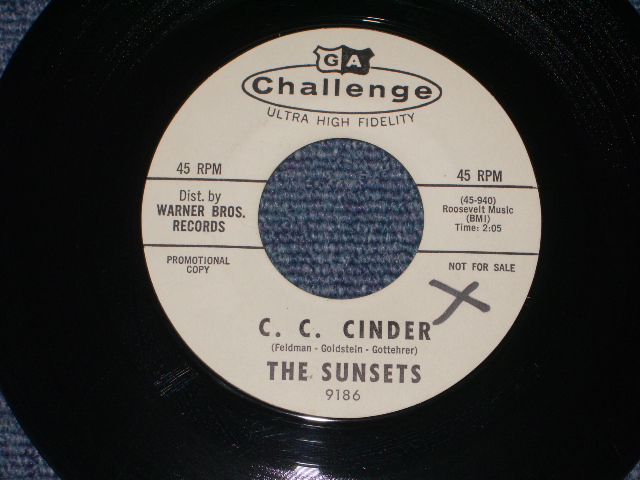 GA
Challenge
ULTRA HIGH FIDELITY
45 RPM
45 RPM
Dist. by
WARNER BROS.
RECORDS
(45-940)
Roosevelt Music
(BMI)
Time: 2:05
PROMOTIONAL
COPY
NOT FOR SALE
C. C. CINDER
(Feldman - Goldstein - Gottehrer)
THE SUNSETS
9186